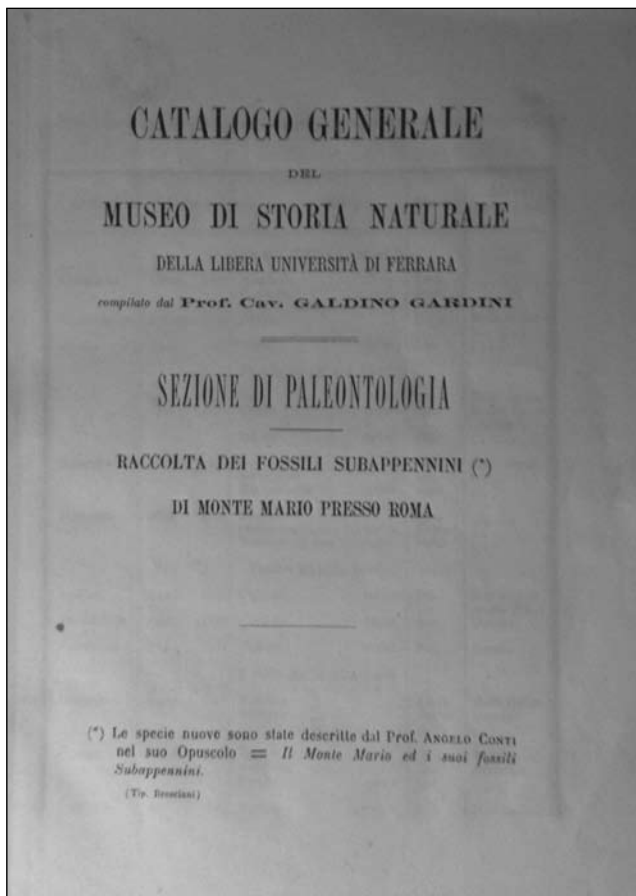 CATALOGO GENERALE
DEL
MUSEO DI STORIA NATURALE
DELLA LIBERA UNIVERSITÀ DI FERRARA
compilato dal Prof. Cav. GALDINO GARDINI
SEZIONE DI PALEONTOLOGIA
RACCOLTA DEI FOSSILI SUBAPPENNINI (*)
DI MONTE MARIO PRESSO ROMA
(*) Le specie nuove sono state descritte dal Prof. ANGELO CONTI
nel suo Opuscolo = Il Monte Mario ed i suoi fossili
Subappennini.
(Tip. Bresciani)